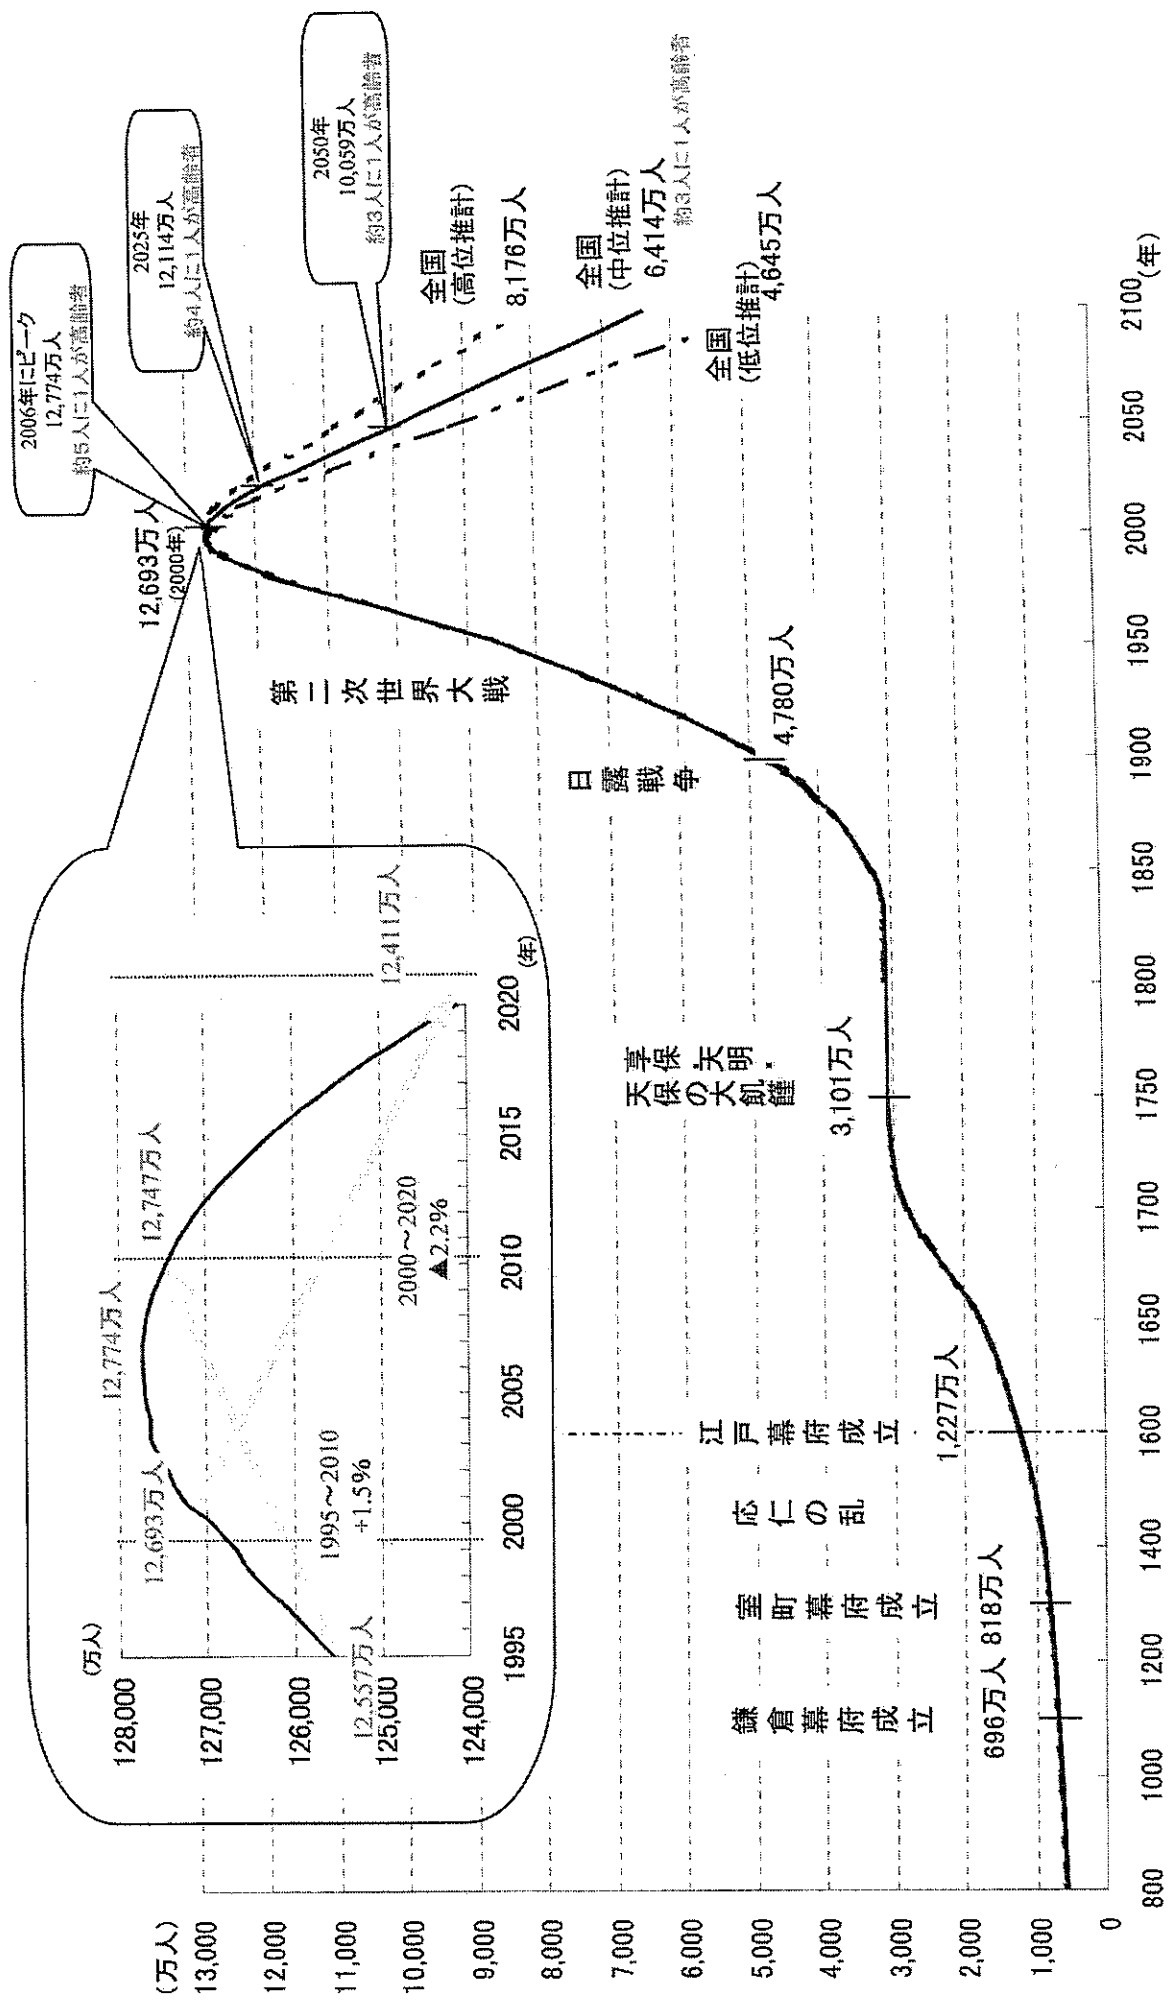 (万人)
13,000
12,000
11,000
10,000
9,000
8,000
7,000
6,000
5,000
4,000
3,000
2,000
1,000
0
800
1000
1200
1400
1600
1650
1700
1750
1800
1850
1900
1950
2000
2050
2100
(年)
(万人)
128,000
127,000
126,000
125,000
124,000
1995
2000
2005
2010
2015
2020
(年)
12,557万人
12,693万人
12,774万人
12,747万人
12,411万人
1995～2010
+1.5%
2000～2020
▲2.2%
鎌倉幕府成立
696万人
室町幕府成立
818万人
応仁の乱
江戸幕府成立
1,227万人
享保・天明・
天保の大飢饉
3,101万人
日露戦争
4,780万人
第二次世界大戦
12,693万人
(2000年)
2006年にピーク
12,774万人
約5人に1人が高齢者
2025年
12,114万人
約4人に1人が高齢者
2050年
10,059万人
約3人に1人が高齢者
全国
(高位推計)
8,176万人
全国
(中位推計)
6,414万人
約3人に1人が高齢者
全国
(低位推計)
4,645万人